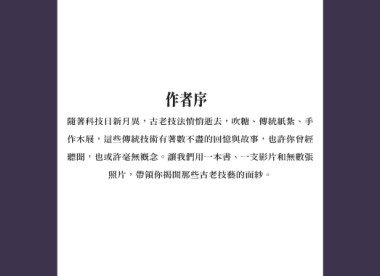 作者序
隨著科技日新月異，古老技法悄悄逝去，吹糖、傳統紙紮、手
作木屐，這些傳統技術有著數不盡的回憶與故事，也許你曾經
聽聞，也或許毫無概念。讓我們用一本書、一支影片和無數張
照片，帶領你揭開那些古老技藝的面紗。